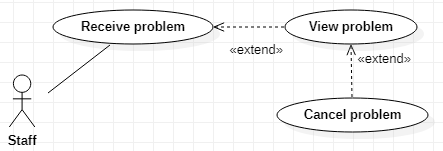 Receive problem
View problem
«extend»
«extend»
Cancel problem
Staff